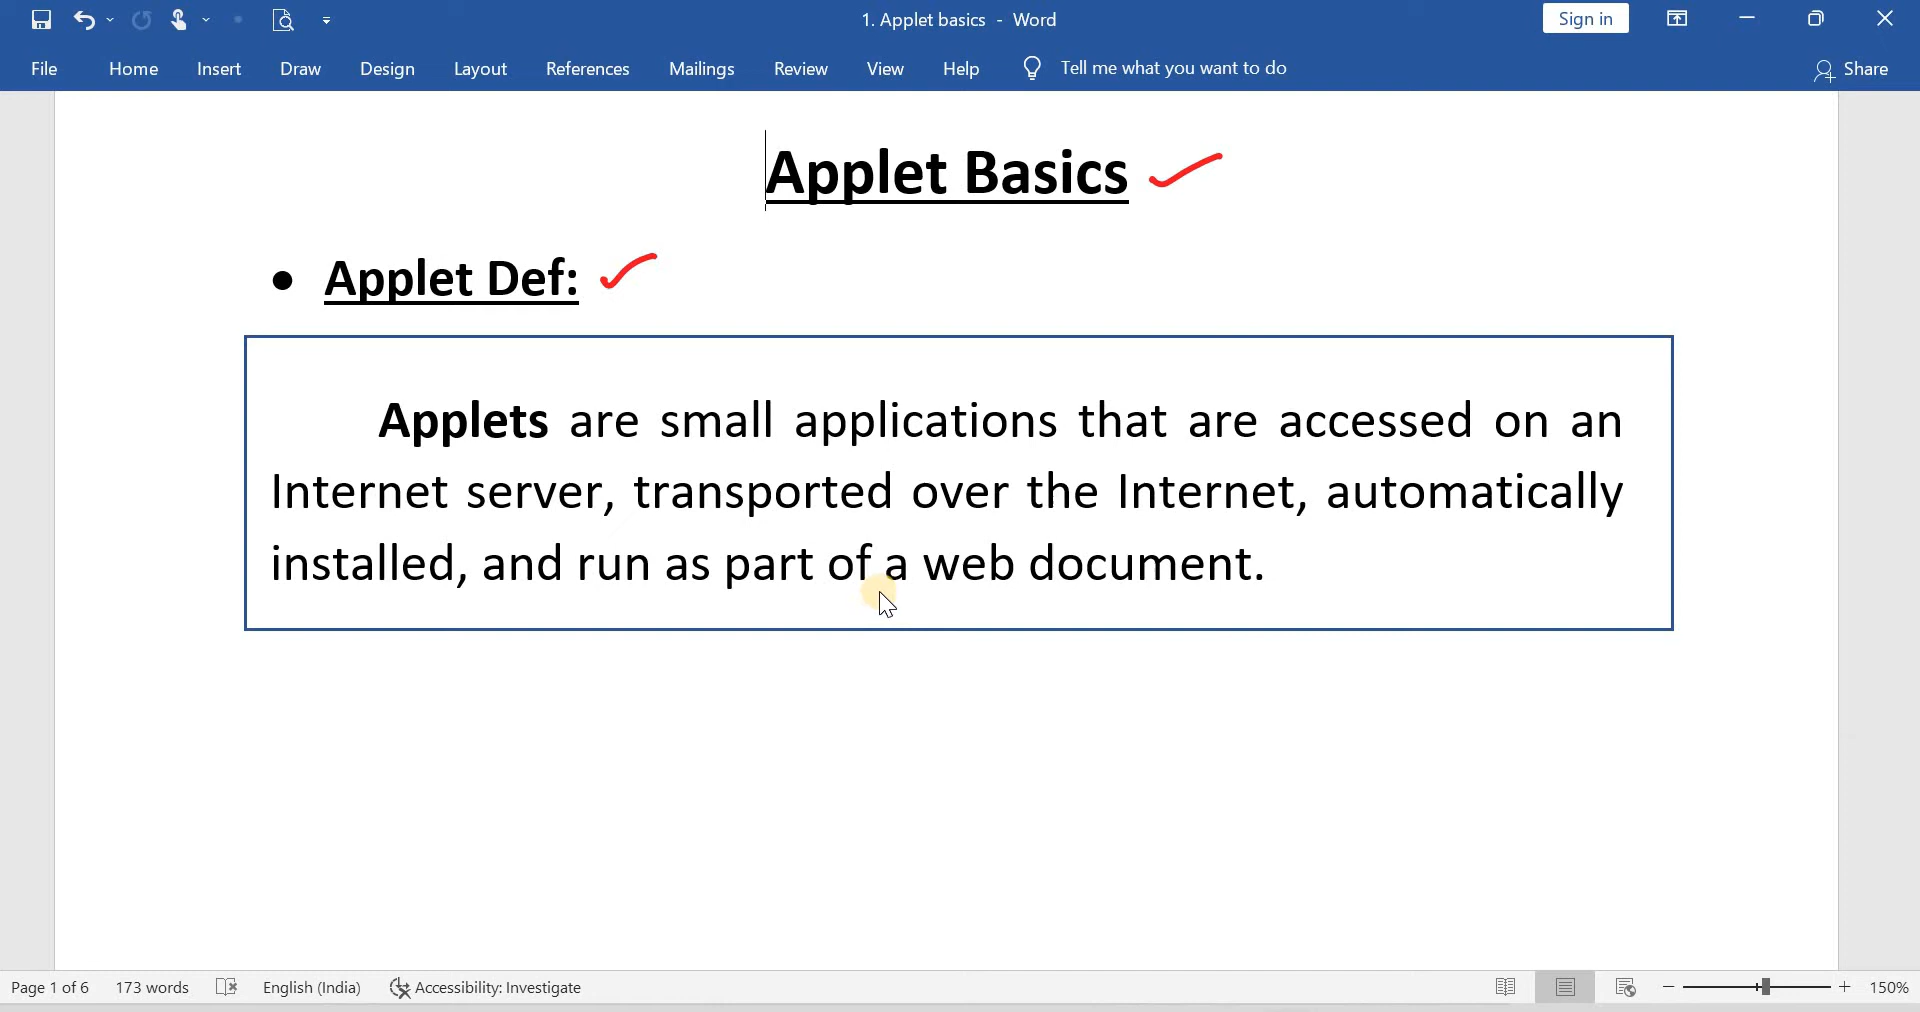 1. Applet basics - Word
Sign in
File Home Insert Draw Design Layout References Mailings Review View Help Tell me what you want to do Share
Applet Basics
● Applet Def:
Applets are small applications that are accessed on an
Internet server, transported over the Internet, automatically
installed, and run as part of a web document.
Page 1 of 6 173 words English (India) Accessibility: Investigate 150%